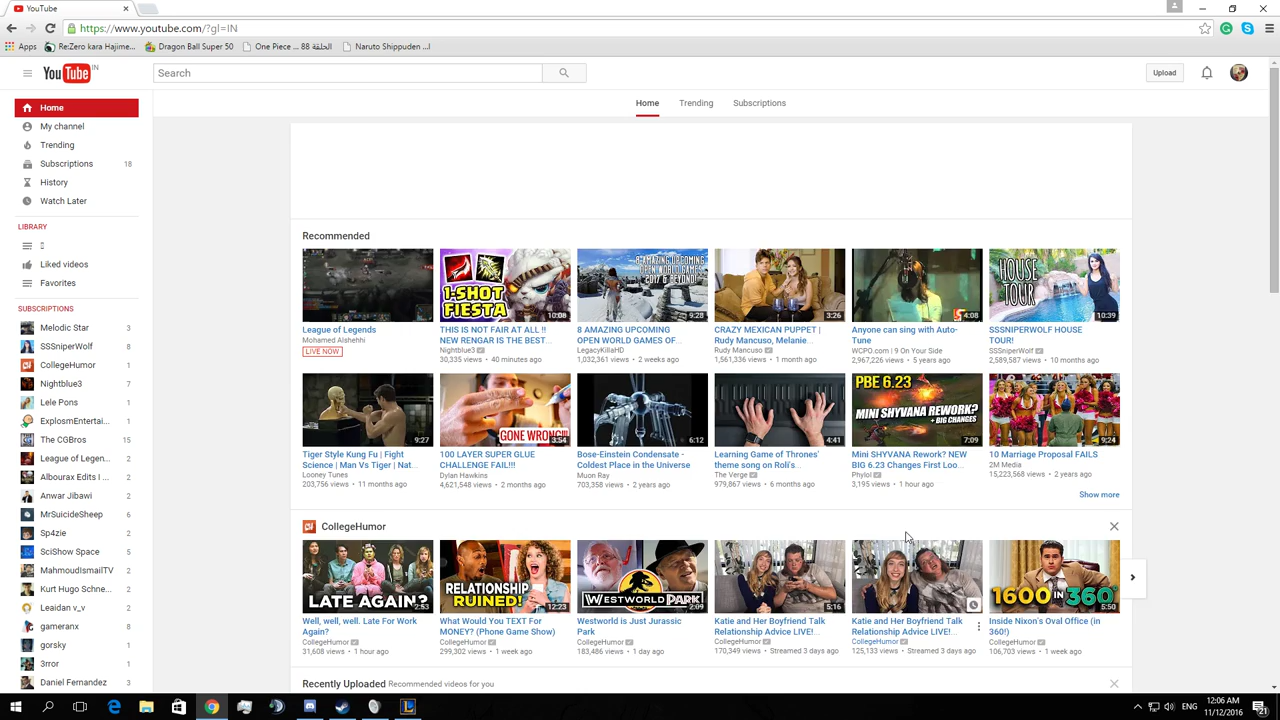 YouTube
https://www.youtube.com/?gl=IN
Apps Re:Zero kara Hajime... Dragon Ball Super 50 One Piece ... 88 الحلقة Naruto Shippuden ...l
YouTube IN
Search
Upload
Home
Trending
Subscriptions
Home
My channel
Trending
Subscriptions 18
History
Watch Later
LIBRARY
Liked videos
Favorites
SUBSCRIPTIONS
Melodic Star 3
SSSniperWolf 8
CollegeHumor 1
Nightblue3 7
Lele Pons 1
ExplosmEntertai... 1
The CGBros 15
League of Legen... 1
Albourax Edits I ... 2
Anwar Jibawi 2
MrSuicideSheep 6
Sp4zie 2
SciShow Space 5
MahmoudIsmailTV 2
Kurt Hugo Schne... 2
Leaidan v_v 2
gameranx 6
gorsky 1
3rror 1
Daniel Fernandez 2
Recommended
1-SHOT FIESTA
10:08
8 AMAZING UPCOMING OPEN WORLD GAMES 2017 & BEYOND!
9:28
3:26
4:08
HOUSE TOUR
10:39
League of Legends
Mohamed Alshehhi
LIVE NOW
THIS IS NOT FAIR AT ALL !!
NEW RENGAR IS THE BEST...
Nightblue3
30,335 views • 40 minutes ago
8 AMAZING UPCOMING
OPEN WORLD GAMES OF...
LegacyKillaHD
1,032,361 views • 2 weeks ago
CRAZY MEXICAN PUPPET |
Rudy Mancuso, Melanie...
Rudy Mancuso
1,561,336 views • 1 month ago
Anyone can sing with Auto-
Tune
WCPO.com | 9 On Your Side
2,967,226 views • 5 years ago
SSSNIPERWOLF HOUSE
TOUR!
SSSniperWolf
2,589,587 views • 10 months ago
9:27
GONE WRONG!!!
3:54
6:12
4:41
PBE 6.23
MINI SHYVANA REWORK?
+ BIG CHANGES
7:09
9:24
Tiger Style Kung Fu | Fight
Science | Man Vs Tiger | Nat...
Looney Tunes
203,756 views • 11 months ago
100 LAYER SUPER GLUE
CHALLENGE FAIL!!!
Dylan Hawkins
4,621,548 views • 2 months ago
Bose-Einstein Condensate -
Coldest Place in the Universe
Muon Ray
703,358 views • 2 years ago
Learning Game of Thrones'
theme song on Roli's...
The Verge
979,867 views • 6 months ago
Mini SHYVANA Rework? NEW
BIG 6.23 Changes First Loo...
Phylol
3,195 views • 1 hour ago
10 Marriage Proposal FAILS
2M Media
15,223,568 views • 2 years ago
Show more
CollegeHumor
LATE AGAIN?
2:53
RELATIONSHIP RUINED!
12:23
WESTWORLD PARK
2:09
5:16
1600 IN 360°
5:50
Well, well, well. Late For Work
Again?
CollegeHumor
31,608 views • 1 hour ago
What Would You TEXT For
MONEY? (Phone Game Show)
CollegeHumor
299,302 views • 1 week ago
Westworld is Just Jurassic
Park
CollegeHumor
183,486 views • 1 day ago
Katie and Her Boyfriend Talk
Relationship Advice LIVE!...
CollegeHumor
170,349 views • Streamed 3 days ago
Katie and Her Boyfriend Talk
Relationship Advice LIVE!...
CollegeHumor
125,133 views • Streamed 3 days ago
Inside Nixon's Oval Office (in
360!)
CollegeHumor
106,703 views • 1 week ago
Recently Uploaded Recommended videos for you
ENG
12:06 AM
11/12/2016
21